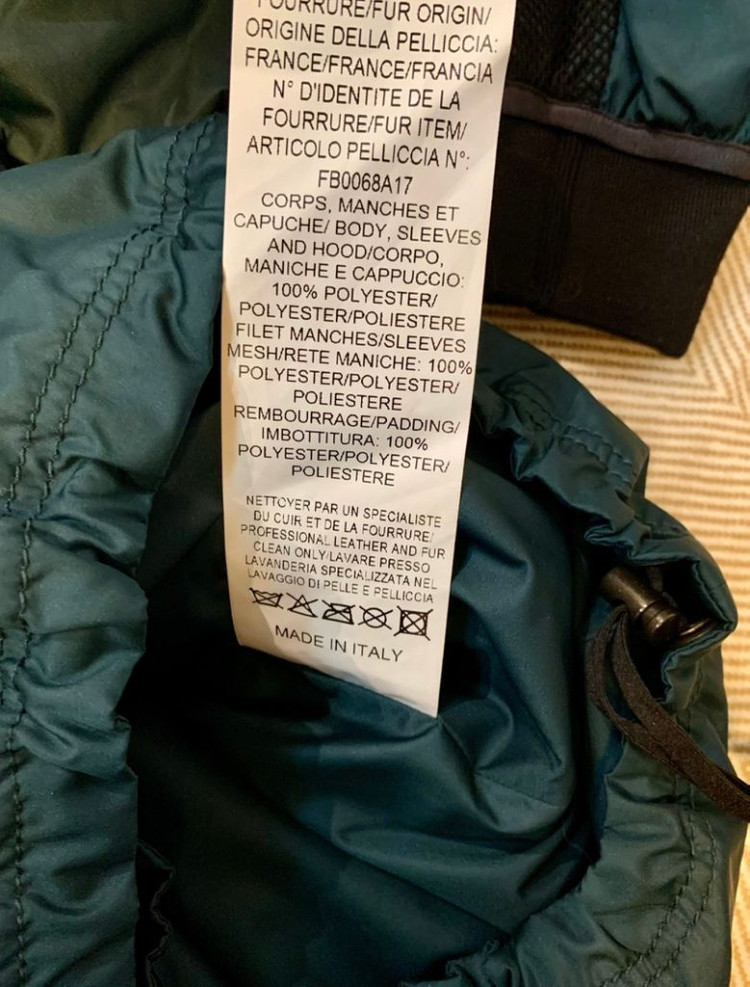 FOURRURE/FUR ORIGIN/
ORIGINE DELLA PELLICCIA:
FRANCE/FRANCE/FRANCIA
N° D'IDENTITE DE LA
FOURRURE/FUR ITEM/
ARTICOLO PELLICCIA N°:
FB0068A17
CORPS, MANCHES ET
CAPUCHE/ BODY, SLEEVES
AND HOOD/CORPO,
MANICHE E CAPPUCCIO:
100% POLYESTER/
POLYESTER/POLIESTERE
FILET MANCHES/SLEEVES
MESH/RETE MANICHE: 100%
POLYESTER/POLYESTER/
POLIESTERE
REMBOURRAGE/PADDING/
IMBOTTITURA: 100%
POLYESTER/POLYESTER/
POLIESTERE
NETTOYER PAR UN SPECIALISTE
DU CUIR ET DE LA FOURRURE/
PROFESSIONAL LEATHER AND FUR
CLEAN ONLY/LAVARE PRESSO
LAVANDERIA SPECIALIZZATA NEL
LAVAGGIO DI PELLE E PELLICCIA
MADE IN ITALY